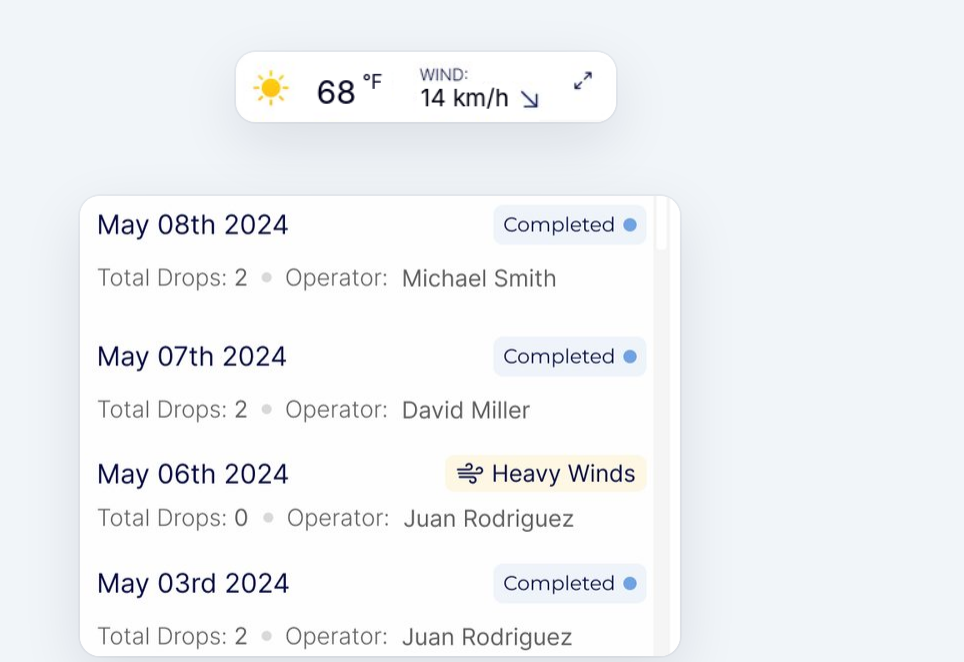 68 °F
WIND:
14 km/h
May 08th 2024 Completed
Total Drops: 2 Operator: Michael Smith
May 07th 2024 Completed
Total Drops: 2 Operator: David Miller
May 06th 2024 Heavy Winds
Total Drops: 0 Operator: Juan Rodriguez
May 03rd 2024 Completed
Total Drops: 2 Operator: Juan Rodriguez